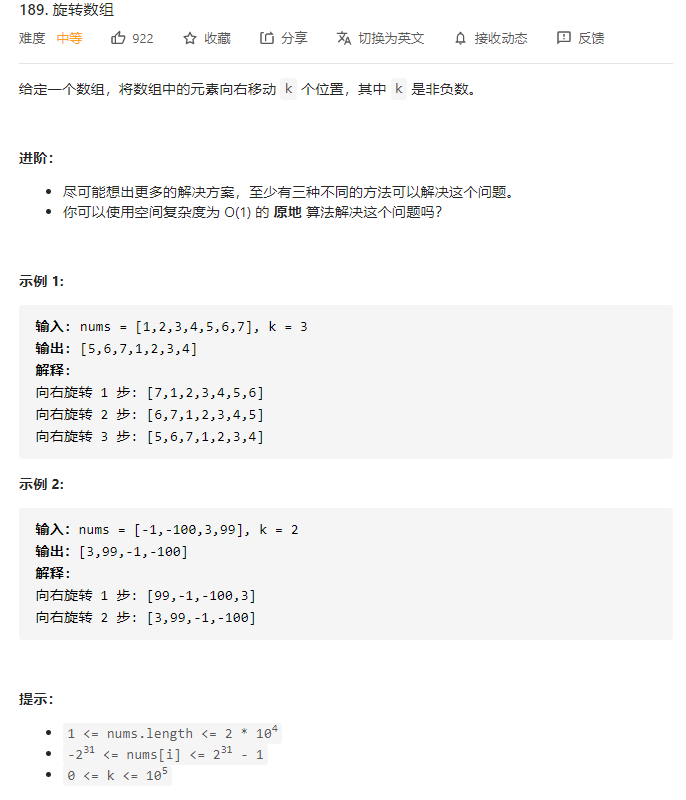 189. 旋转数组
难度 中等 922 收藏 分享 切换为英文 接收动态 反馈
给定一个数组，将数组中的元素向右移动 k 个位置，其中 k 是非负数。
进阶：
• 尽可能想出更多的解决方案，至少有三种不同的方法可以解决这个问题。
• 你可以使用空间复杂度为 O(1) 的 原地 算法解决这个问题吗？
示例 1:
输入: nums = [1,2,3,4,5,6,7], k = 3
输出: [5,6,7,1,2,3,4]
解释:
向右旋转 1 步: [7,1,2,3,4,5,6]
向右旋转 2 步: [6,7,1,2,3,4,5]
向右旋转 3 步: [5,6,7,1,2,3,4]
示例 2:
输入: nums = [-1,-100,3,99], k = 2
输出: [3,99,-1,-100]
解释:
向右旋转 1 步: [99,-1,-100,3]
向右旋转 2 步: [3,99,-1,-100]
提示：
• 1 <= nums.length <= 2 * 10⁴
• -2³¹ <= nums[i] <= 2³¹ - 1
• 0 <= k <= 10⁵